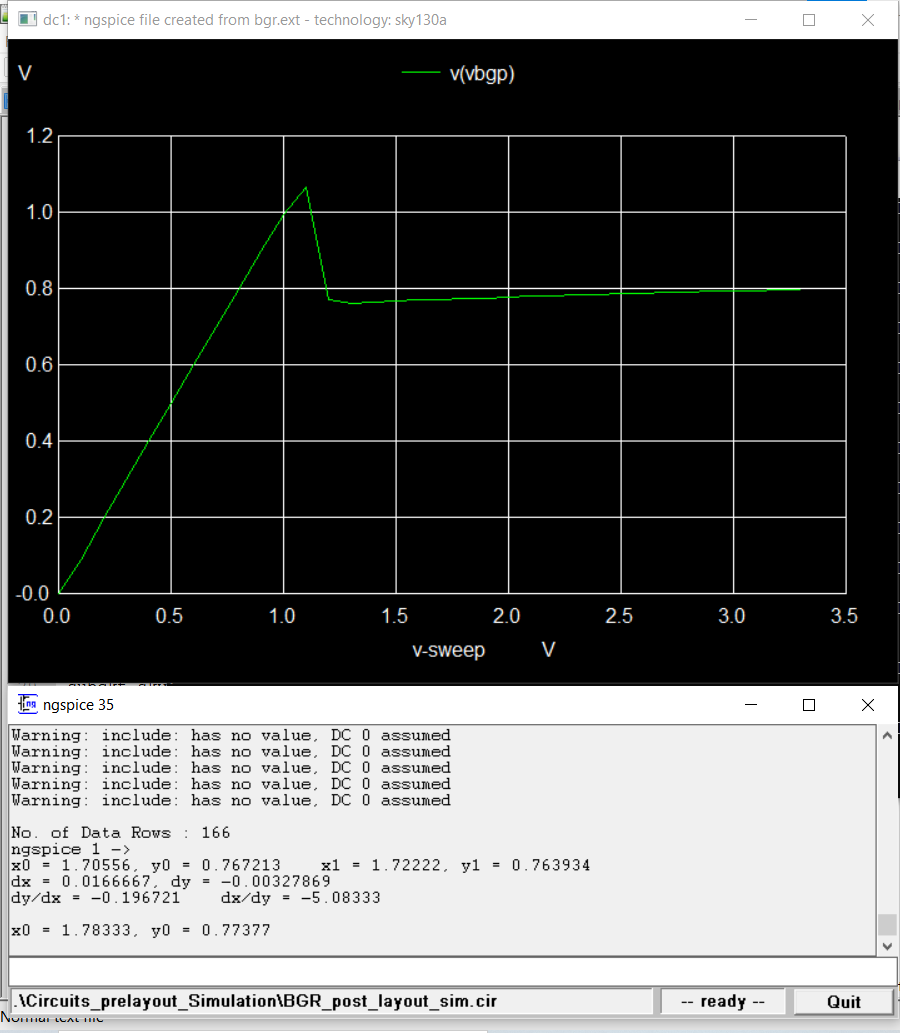 dc1: * ngspice file created from bgr.ext - technology: sky130a
V
v(vbgp)
1.2
1.0
0.8
0.6
0.4
0.2
-0.0
0.0 0.5 1.0 1.5 2.0 2.5 3.0 3.5
v-sweep V
ngspice 35
Warning: include: has no value, DC 0 assumed
Warning: include: has no value, DC 0 assumed
Warning: include: has no value, DC 0 assumed
Warning: include: has no value, DC 0 assumed
Warning: include: has no value, DC 0 assumed
No. of Data Rows : 166
ngspice 1 ->
x0 = 1.70556, y0 = 0.767213 x1 = 1.72222, y1 = 0.763934
dx = 0.0166667, dy = -0.00327869
dy/dx = -0.196721 dx/dy = -5.08333
x0 = 1.78333, y0 = 0.77377
.\Circuits_prelayout_Simulation\BGR_post_layout_sim.cir
-- ready --
Quit
Normal text file